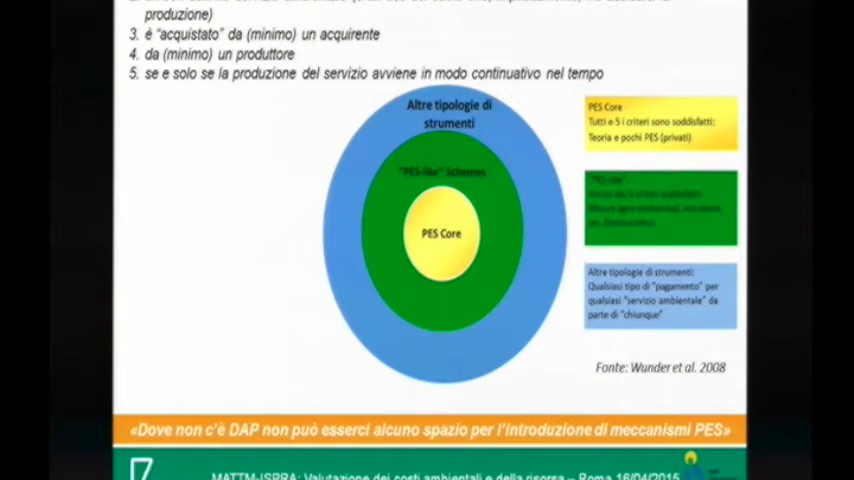 produzione)
3. è "acquistato" da (minimo) un acquirente
4. da (minimo) un produttore
5. se e solo se la produzione del servizio avviene in modo continuativo nel tempo
Altre tipologie di
strumenti
"PES-like" Schemes
PES Core
PES Core
Tutti e 5 i criteri sono soddisfatti:
Teoria e pochi PES (privati)
"PES-like"
Altre tipologie di strumenti:
Qualsiasi tipo di "pagamento" per
qualsiasi "servizio ambientale" da
parte di "chiunque"
Fonte: Wunder et al. 2008
«Dove non c'è DAP non può esserci alcuno spazio per l'introduzione di meccanismi PES»
MATTM-ISPRA: Valutazione dei costi ambientali e della risorsa – Roma 16/04/2015